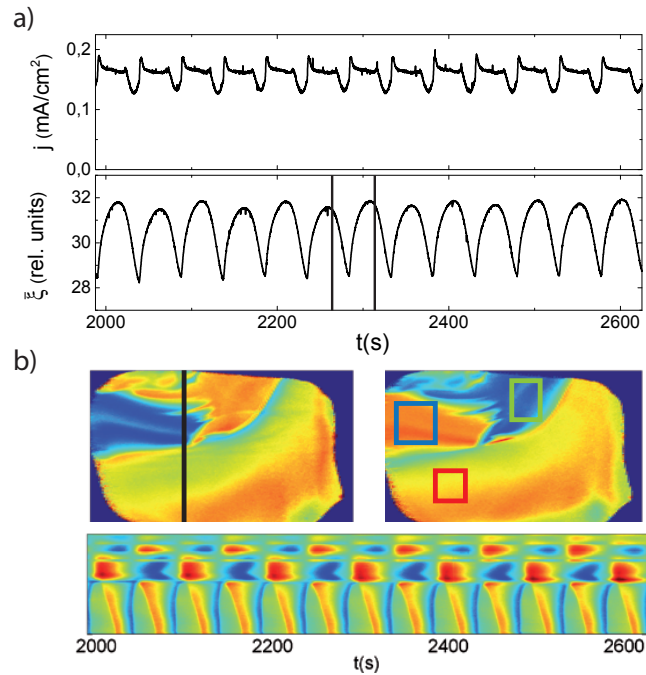 a)
0,2
0,1
0,0
j (mA/cm²)
32
30
28
ξ̄ (rel. units)
2000 2200 2400 2600
t(s)
b)
2000 2200 2400 2600
t(s)